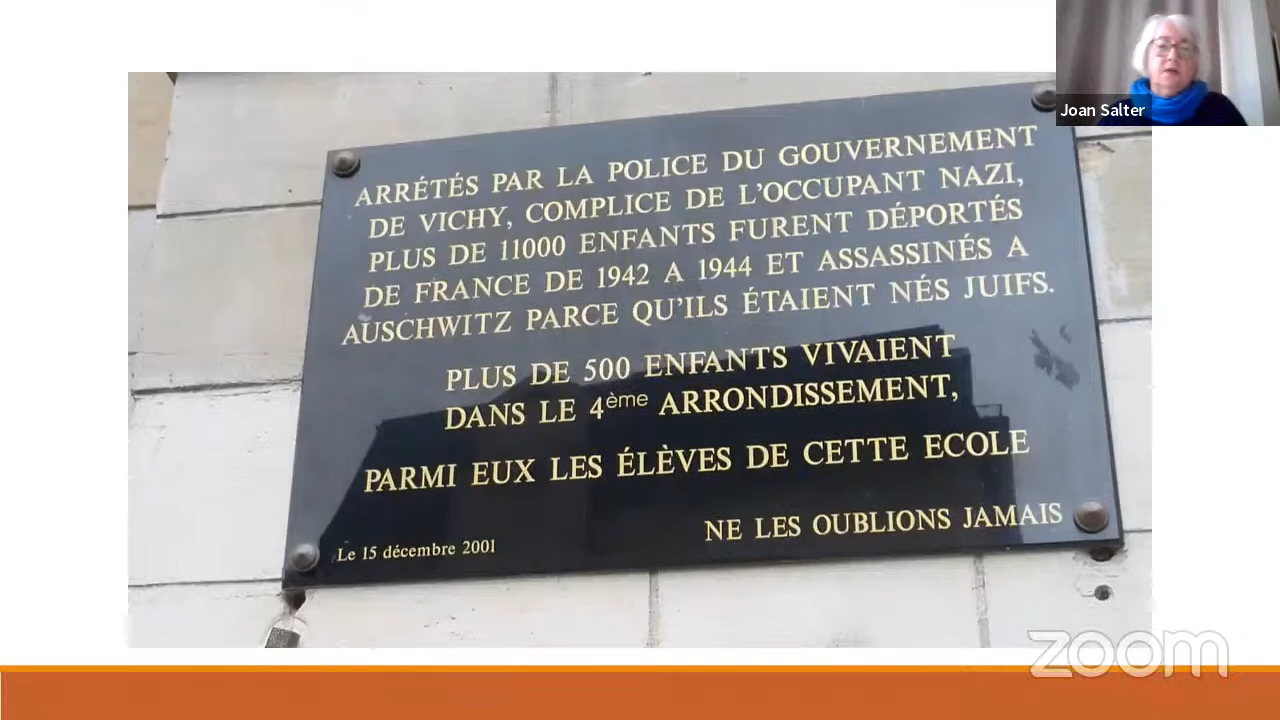 Joan Salter
ARRÉTÉS PAR LA POLICE DU GOUVERNEMENT
DE VICHY, COMPLICE DE L'OCCUPANT NAZI,
PLUS DE 11000 ENFANTS FURENT DÉPORTÉS
DE FRANCE DE 1942 A 1944 ET ASSASSINÉS A
AUSCHWITZ PARCE QU'ILS ÉTAIENT NÉS JUIFS.
PLUS DE 500 ENFANTS VIVAIENT
DANS LE 4ème ARRONDISSEMENT,
PARMI EUX LES ÉLÈVES DE CETTE ECOLE
NE LES OUBLIONS JAMAIS
Le 15 décembre 2001
zoom